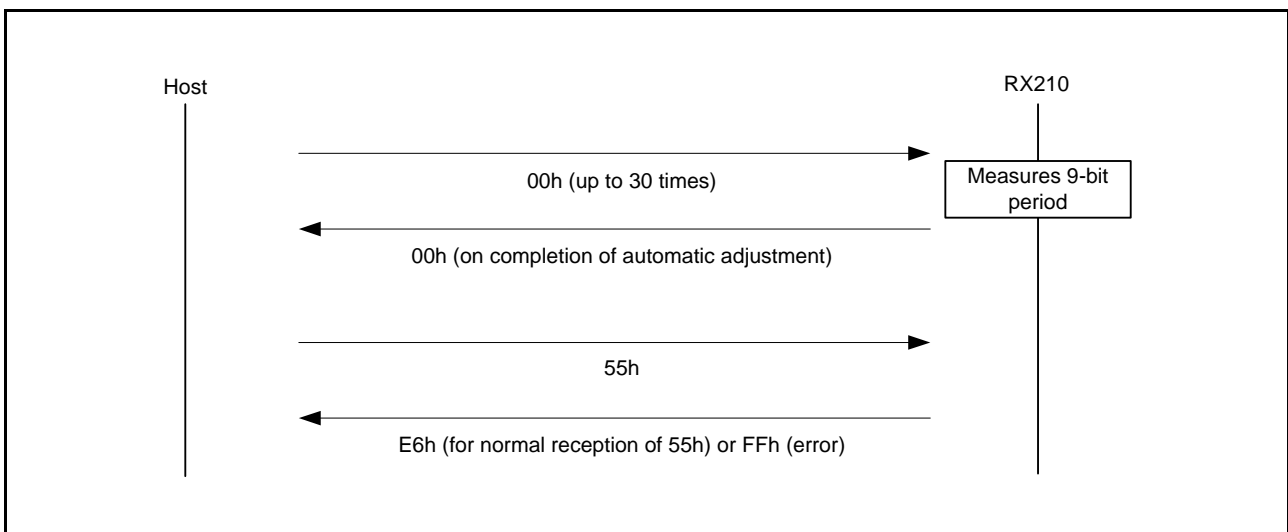 Host
RX210
00h (up to 30 times)
Measures 9-bit
period
00h (on completion of automatic adjustment)
55h
E6h (for normal reception of 55h) or FFh (error)